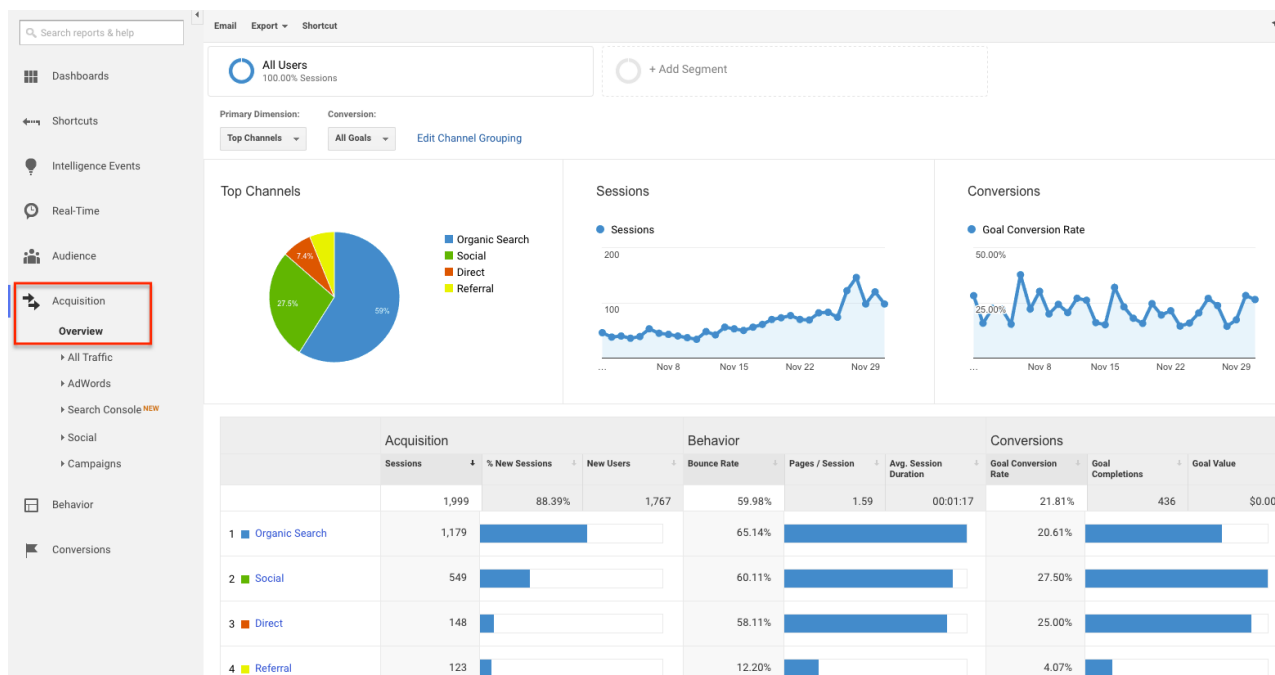 Search reports & help
Dashboards
Shortcuts
Intelligence Events
Real-Time
Audience
Acquisition
Overview
All Traffic
AdWords
Search Console NEW
Social
Campaigns
Behavior
Conversions
Email Export Shortcut
All Users
100.00% Sessions
+ Add Segment
Primary Dimension: Conversion:
Top Channels All Goals Edit Channel Grouping
Top Channels
7.4%
27.5%
59%
Organic Search
Social
Direct
Referral
Sessions
Sessions
200
100
... Nov 8 Nov 15 Nov 22 Nov 29
Conversions
Goal Conversion Rate
50.00%
25.00%
... Nov 8 Nov 15 Nov 22 Nov 29
Acquisition Behavior Conversions
Sessions % New Sessions New Users Bounce Rate Pages / Session Avg. Session Duration Goal Conversion Rate Goal Completions Goal Value
1,999 88.39% 1,767 59.98% 1.59 00:01:17 21.81% 436 $0.00
1 Organic Search 1,179 65.14% 20.61%
2 Social 549 60.11% 27.50%
3 Direct 148 58.11% 25.00%
4 Referral 123 12.20% 4.07%